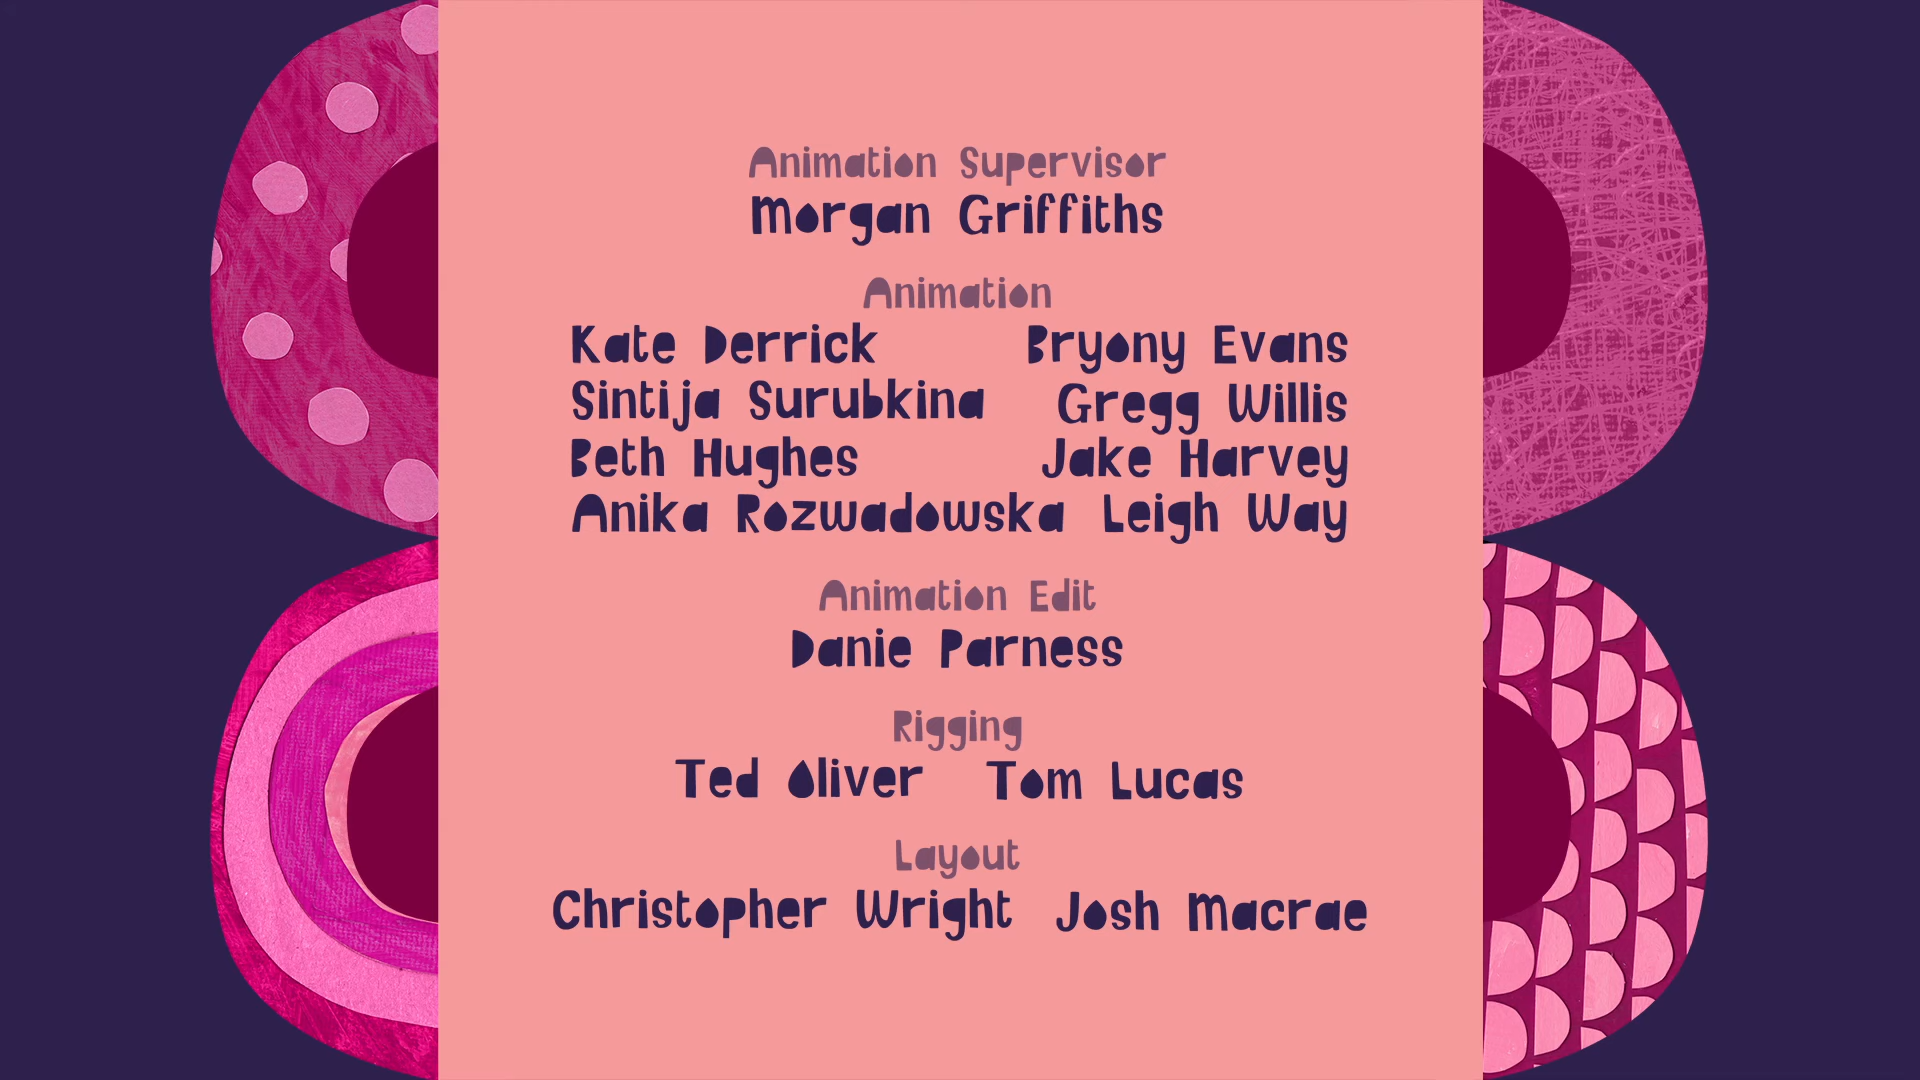 Animation Supervisor
Morgan Griffiths
Animation
Kate Derrick Bryony Evans
Sintija Surubkina Gregg Willis
Beth Hughes Jake Harvey
Anika Rozwadowska Leigh Way
Animation Edit
Danie Parness
Rigging
Ted Oliver Tom Lucas
Layout
Christopher Wright Josh Macrae